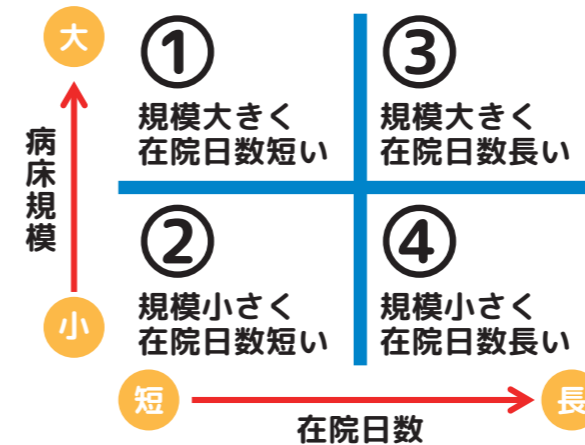 大
病床規模
小
①
規模大きく
在院日数短い
③
規模大きく
在院日数長い
②
規模小さく
在院日数短い
④
規模小さく
在院日数長い
短
在院日数
長